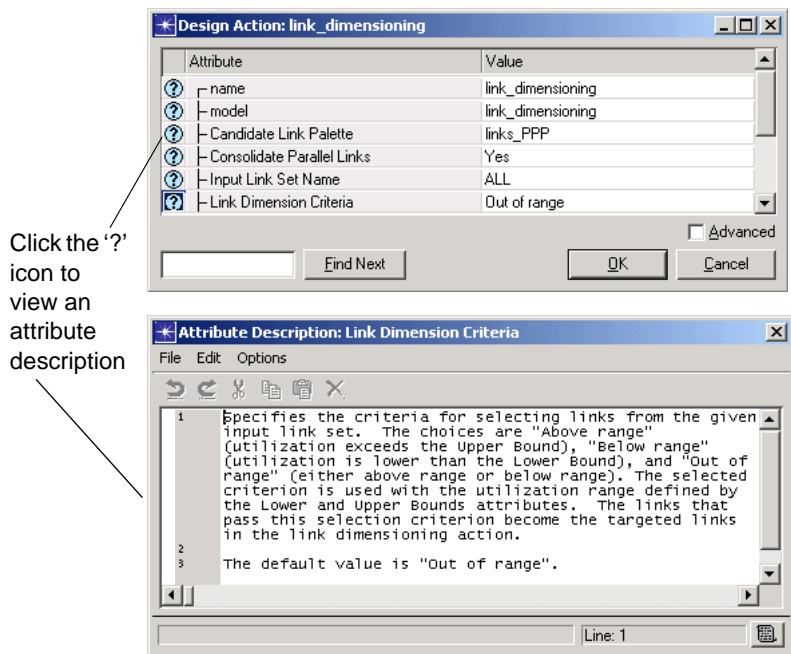 Design Action: link_dimensioning
Attribute Value
? name link_dimensioning
? model link_dimensioning
? Candidate Link Palette links_PPP
? Consolidate Parallel Links Yes
? Input Link Set Name ALL
? Link Dimension Criteria Out of range
Advanced
Find Next OK Cancel
Click the ‘?’
icon to
view an
attribute
description
Attribute Description: Link Dimension Criteria
File Edit Options
1 Specifies the criteria for selecting links from the given
input link set. The choices are "Above range"
(utilization exceeds the Upper Bound), "Below range"
(utilization is lower than the Lower Bound), and "Out of
range" (either above range or below range). The selected
criterion is used with the utilization range defined by
the Lower and Upper Bounds attributes. The links that
pass this selection criterion become the targeted links
in the link dimensioning action.
2
3 The default value is "Out of range".
Line: 1